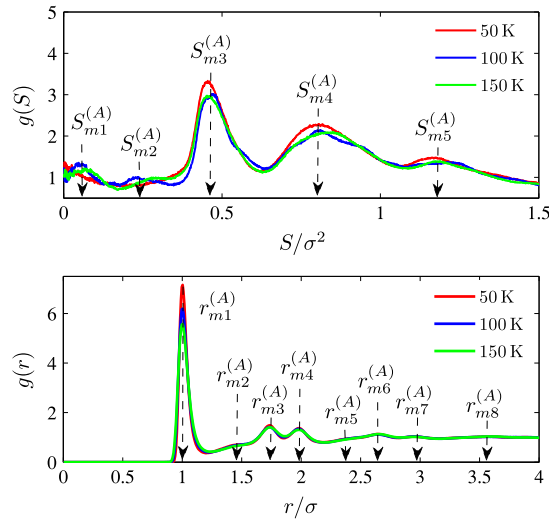 5
4
3
2
1
g(S)
S_{m1}^{(A)}
S_{m2}^{(A)}
S_{m3}^{(A)}
S_{m4}^{(A)}
S_{m5}^{(A)}
50 K
100 K
150 K
0 0.5 1 1.5
S/σ²
6
4
2
0
g(r)
r_{m1}^{(A)}
r_{m2}^{(A)}
r_{m3}^{(A)}
r_{m4}^{(A)}
r_{m5}^{(A)}
r_{m6}^{(A)}
r_{m7}^{(A)}
r_{m8}^{(A)}
50 K
100 K
150 K
0 0.5 1 1.5 2 2.5 3 3.5 4
r/σ